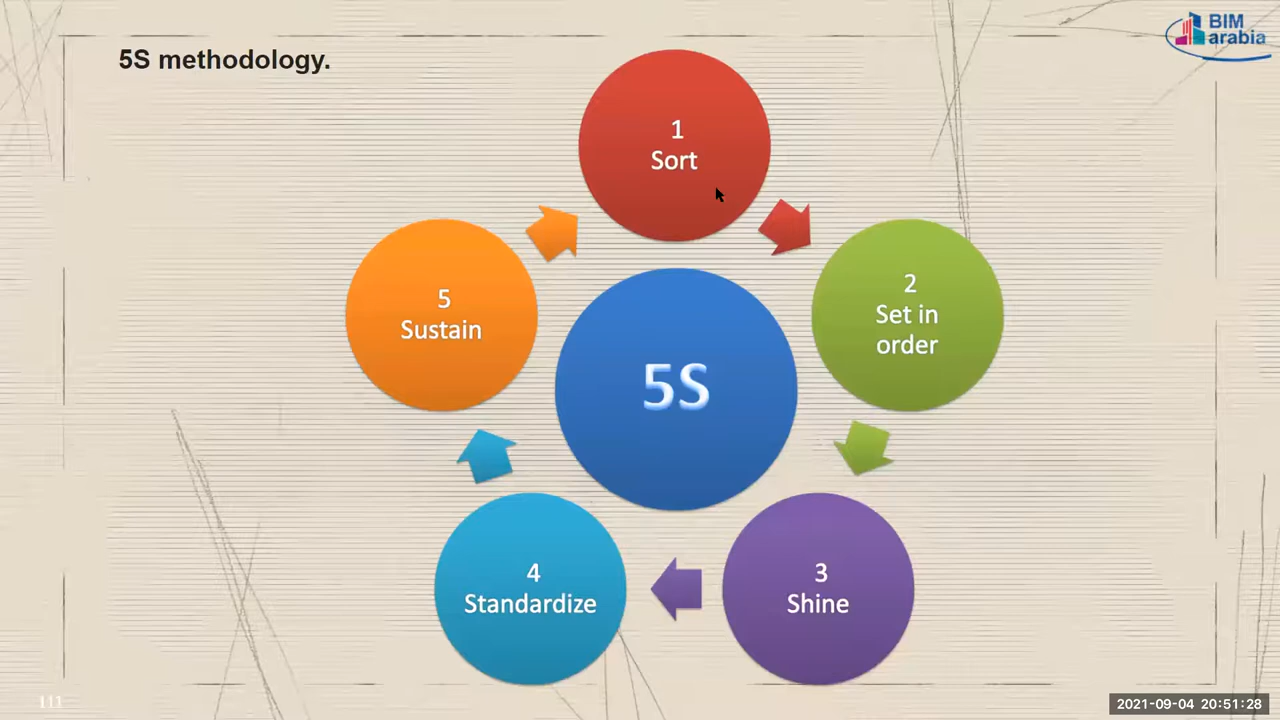 5S methodology.
BIM
arabia
1
Sort
2
Set in
order
3
Shine
4
Standardize
5
Sustain
5S
111
2021-09-04 20:51:28